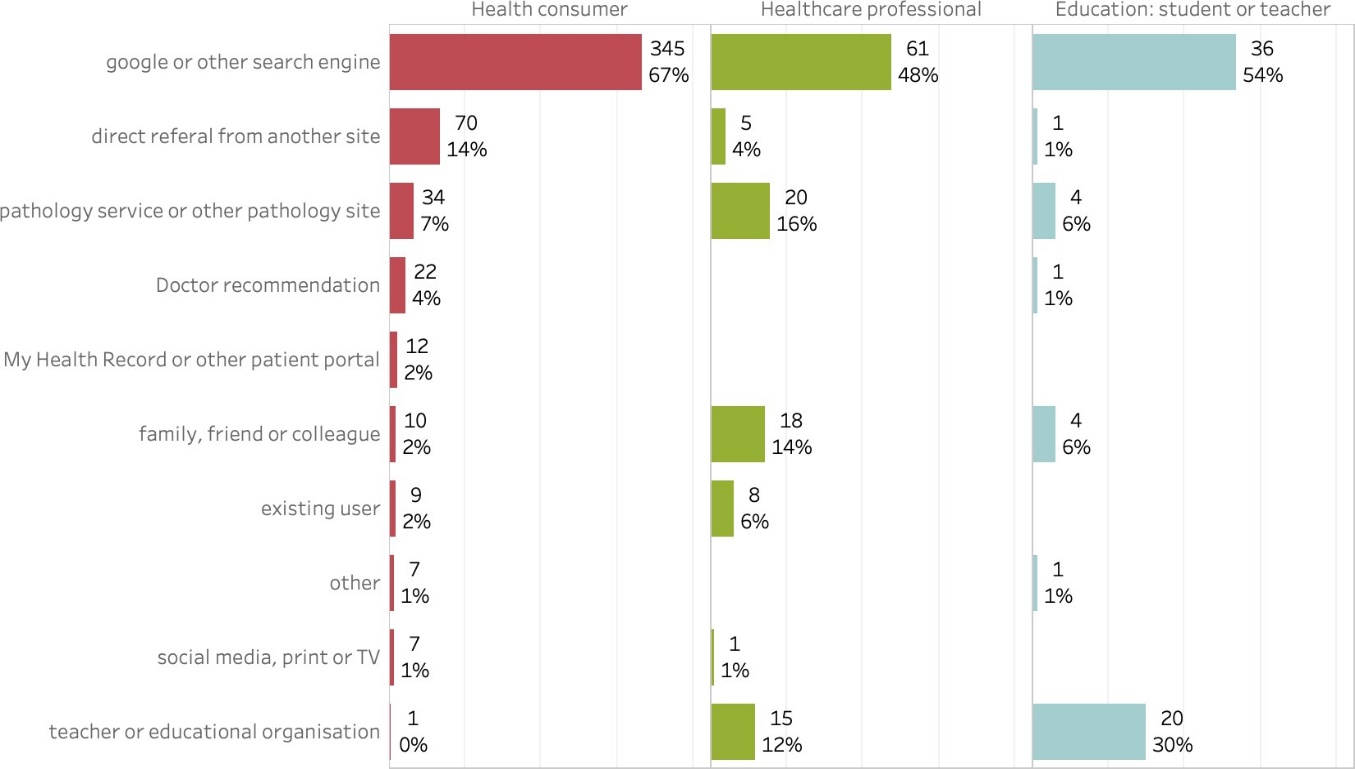 Health consumer Healthcare professional Education: student or teacher
google or other search engine 345 61 36
67% 48% 54%
direct referal from another site 70 5 1
14% 4% 1%
pathology service or other pathology site 34 20 4
7% 16% 6%
Doctor recommendation 22 1
4% 1%
My Health Record or other patient portal 12
2%
family, friend or colleague 10 18 4
2% 14% 6%
existing user 9 8
2% 6%
other 7 1
1% 1%
social media, print or TV 7 1
1% 1%
teacher or educational organisation 1 15 20
0% 12% 30%